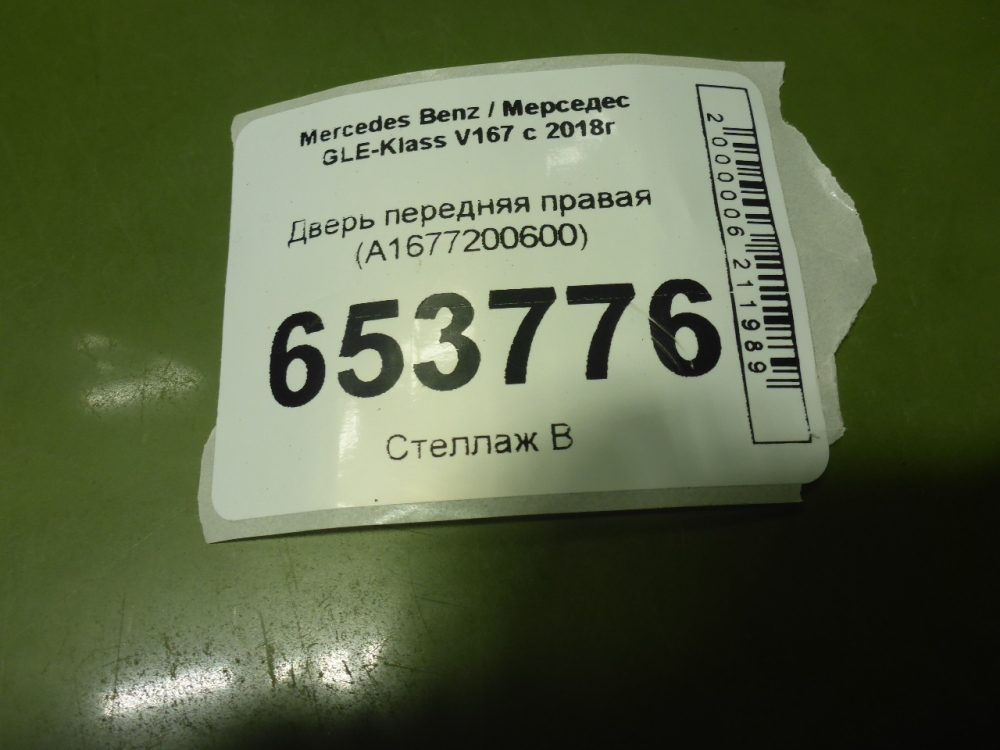 Mercedes Benz / Мерседес
GLE-Klass V167 с 2018г
Дверь передняя правая
(A1677200600)
653776
Стеллаж В
2000006211989